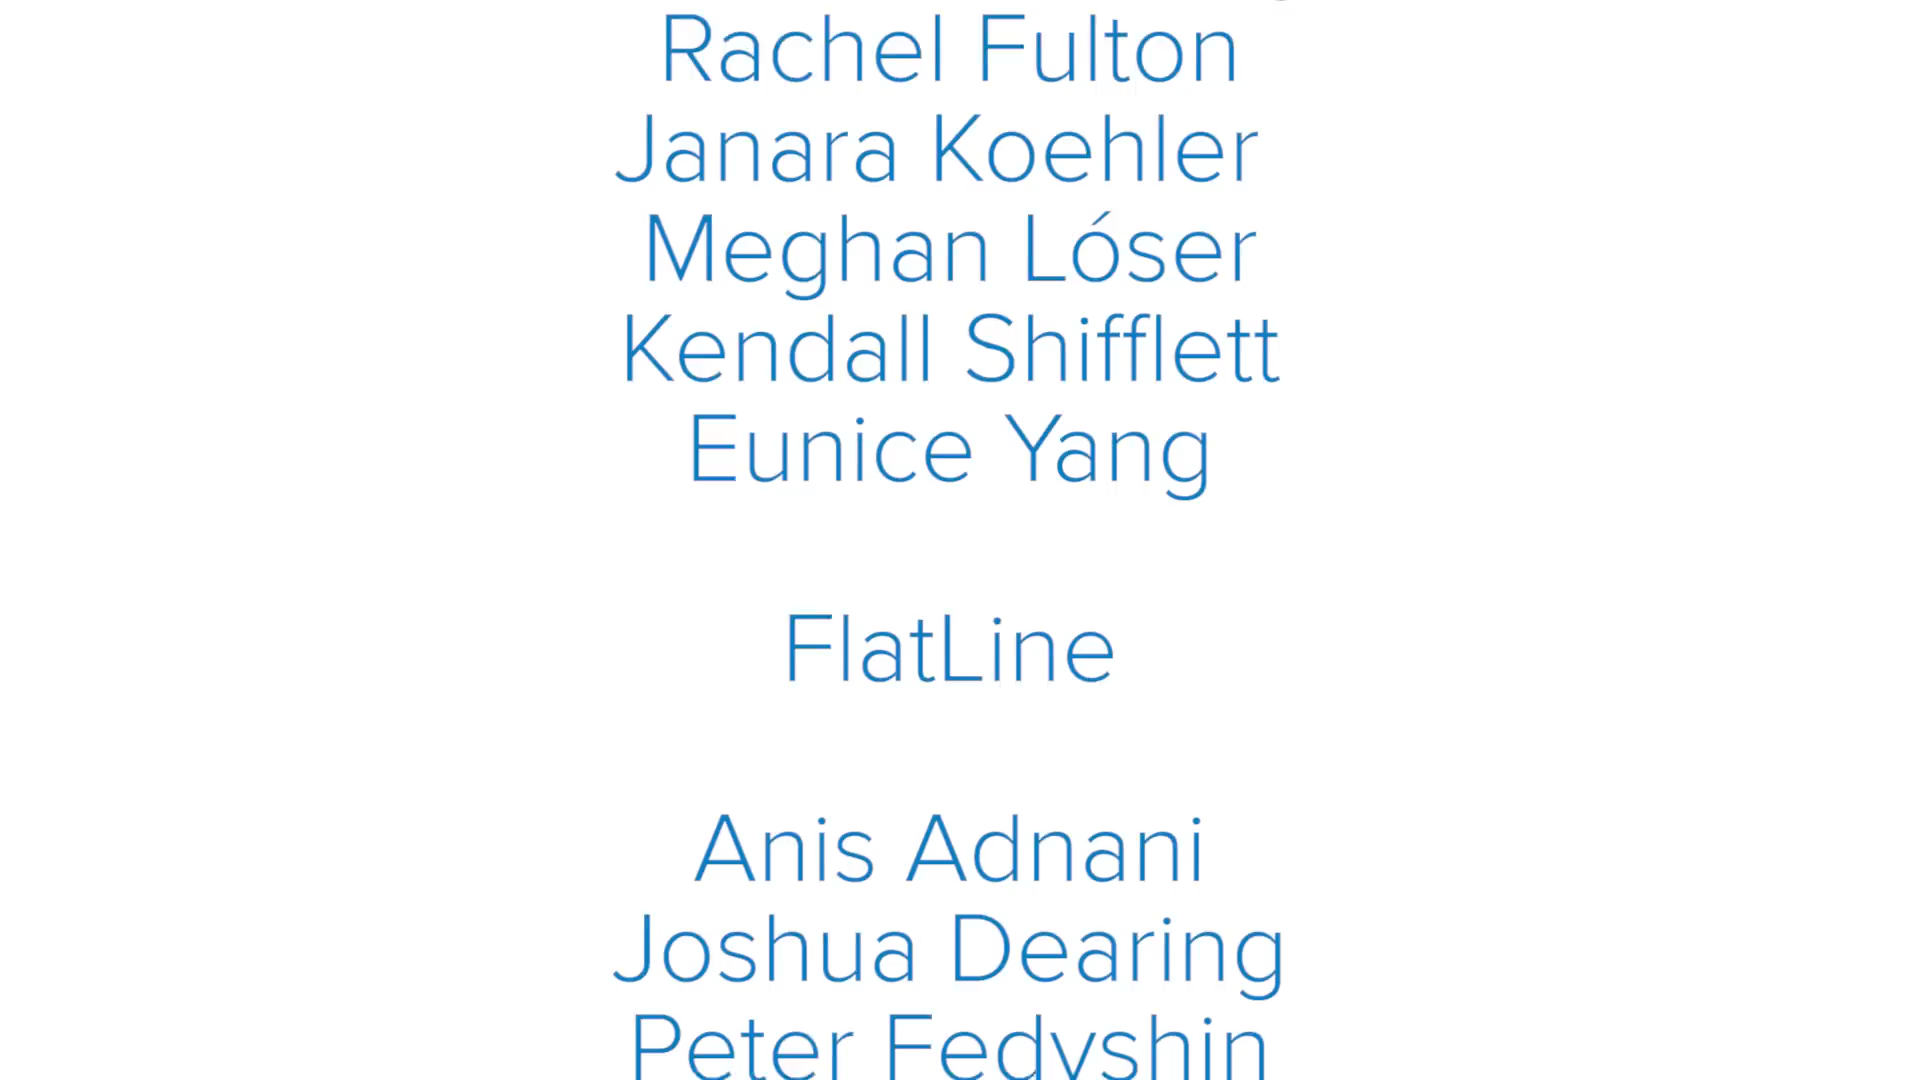 Rachel Fulton
Janara Koehler
Meghan Lóser
Kendall Shifflett
Eunice Yang
FlatLine
Anis Adnani
Joshua Dearing
Peter Fedyshin